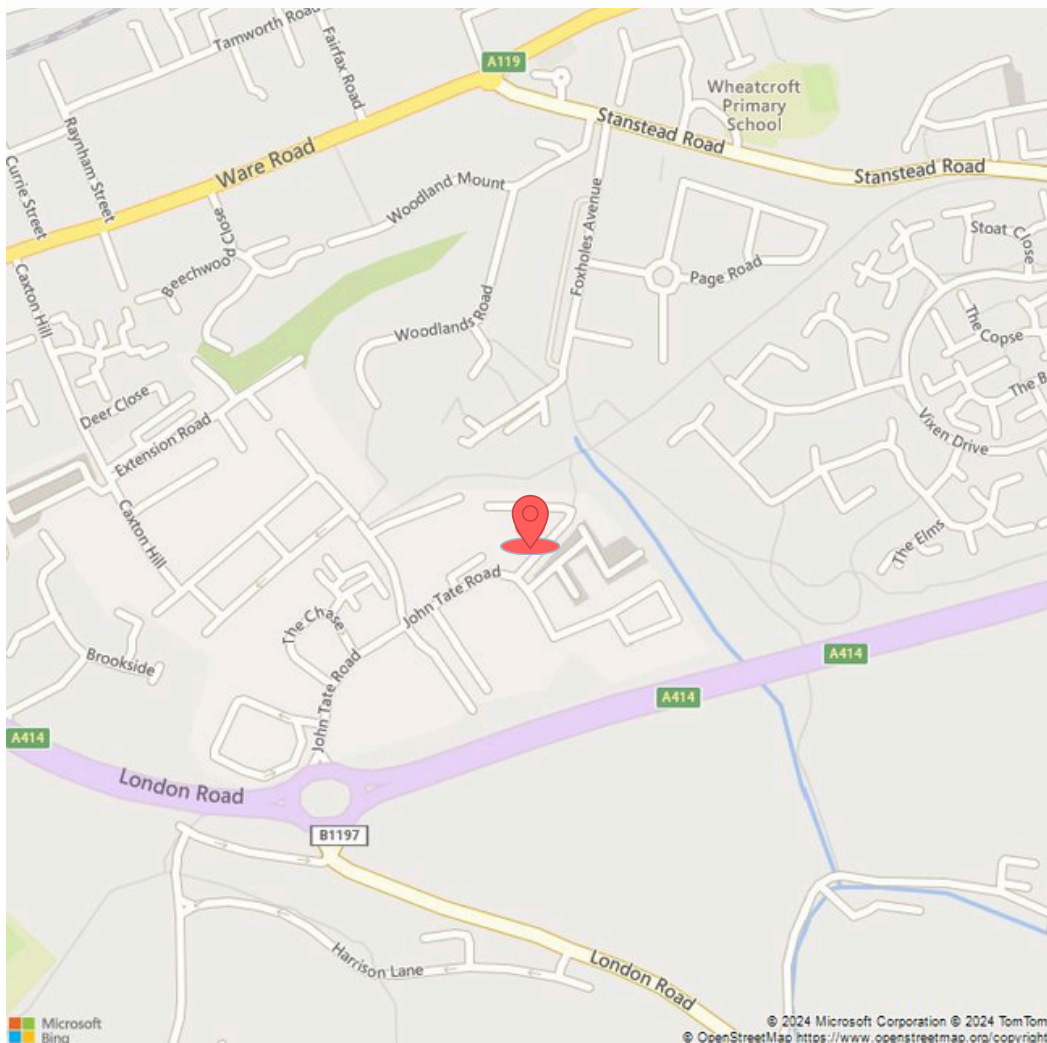 Tamworth Road
Fairfax Road
A119
Wheatcroft
Primary
School
Raynham Street
Stanstead Road
Currie Street
Ware Road
Stanstead Road
Woodland Mount
Foxholes Avenue
Beechwood Close
Stoat Close
Caxton Hill
Page Road
Woodlands Road
The Copse
The B
Deer Close
Extension Road
Vixen Drive
Caxton Hill
The Elms
John Tate Road
The Chase
Brookside
A414
A414
John Tate Road
A414
London Road
B1197
Harrison Lane
London Road
Microsoft
Bing
© 2024 Microsoft Corporation © 2024 TomTom
© OpenStreetMap https://www.openstreetmap.org/copyright